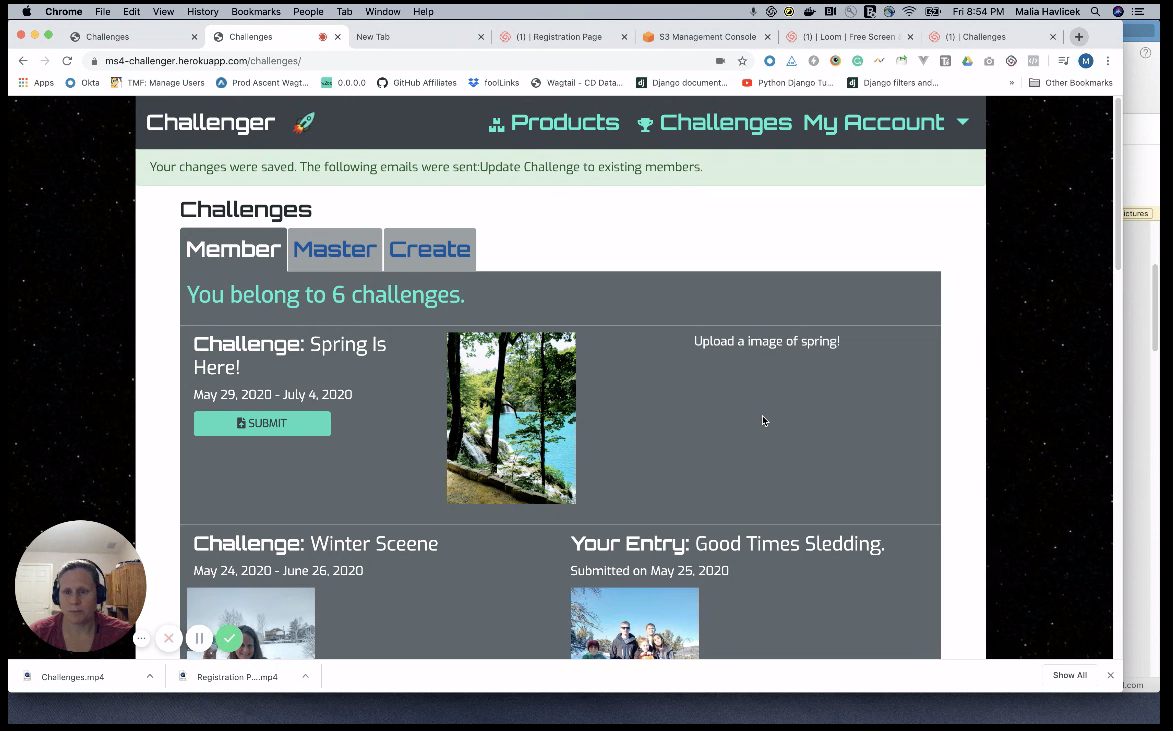 Chrome File Edit View History Bookmarks People Tab Window Help Fri 8:54 PM Malia Havlicek
Challenges Challenges New Tab (1) | Registration Page S3 Management Console (1) | Loom | Free Screen & (1) | Challenges
ms4-challenger.herokuapp.com/challenges/
Apps Okta TMF: Manage Users Prod Ascent Wagt... 0.0.0.0 GitHub Affiliates foolLinks Wagtail - CD Data... Django document... Python Django Tu... Django filters and... » Other Bookmarks
Challenger Products Challenges My Account
Your changes were saved. The following emails were sent:Update Challenge to existing members.
ictures
Challenges
Member Master Create
You belong to 6 challenges.
Challenge: Spring Is
Here!
Upload a image of spring!
May 29, 2020 - July 4, 2020
SUBMIT
Challenge: Winter Sceene
Your Entry: Good Times Sledding.
May 24, 2020 - June 26, 2020
Submitted on May 25, 2020
Challenges.mp4 Registration P....mp4 Show All
l.com